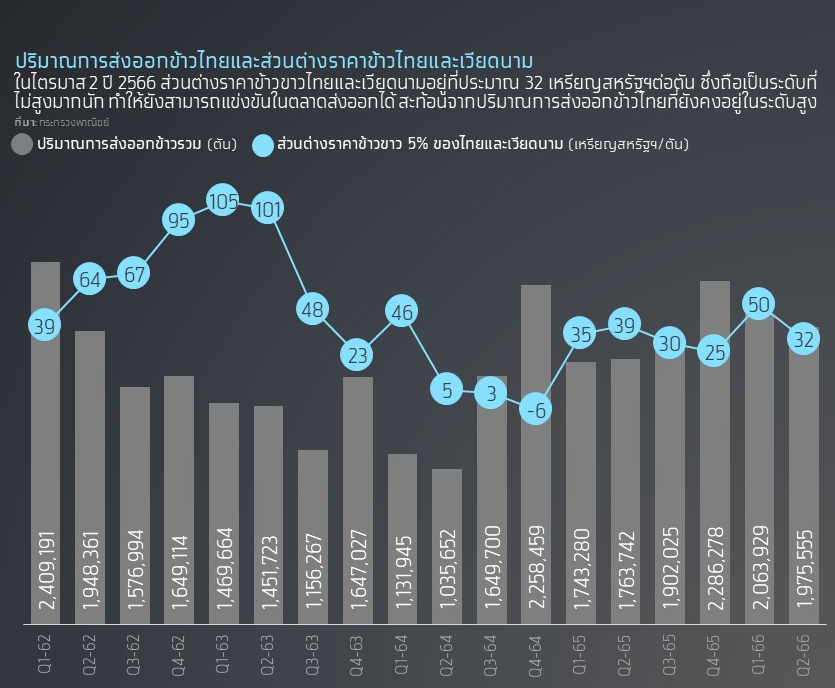 ปริมาณการส่งออกข้าวไทยและส่วนต่างราคาข้าวไทยและเวียดนาม
ในไตรมาส 2 ปี 2566 ส่วนต่างราคาข้าวขาวไทยและเวียดนามอยู่ที่ประมาณ 32 เหรียญสหรัฐฯต่อตัน ซึ่งถือเป็นระดับที่
ไม่สูงมากนัก ทำให้ยังสามารถแข่งขันในตลาดส่งออกได้ สะท้อนจากปริมาณการส่งออกข้าวไทยที่ยังคงอยู่ในระดับสูง
ที่มา: กระทรวงพาณิชย์
ปริมาณการส่งออกข้าวรวม (ตัน) ส่วนต่างราคาข้าวขาว 5% ของไทยและเวียดนาม (เหรียญสหรัฐฯ/ตัน)
39 64 67 95 105 101 48 23 46 5 3 -6 35 39 30 25 50 32
2,409,191 1,948,361 1,576,994 1,649,114 1,469,664 1,451,723 1,156,267 1,647,027 1,131,945 1,035,652 1,649,700 2,258,459 1,743,280 1,763,742 1,902,025 2,286,278 2,063,929 1,975,555
Q1-62 Q2-62 Q3-62 Q4-62 Q1-63 Q2-63 Q3-63 Q4-63 Q1-64 Q2-64 Q3-64 Q4-64 Q1-65 Q2-65 Q3-65 Q4-65 Q1-66 Q2-66